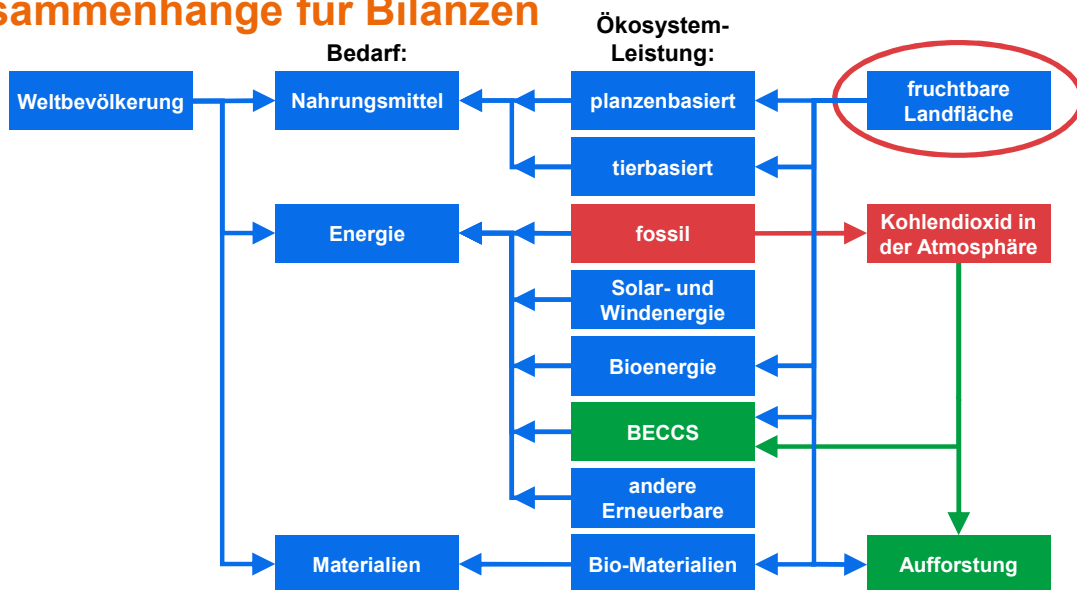 sammenhänge für Bilanzen
Bedarf:
Ökosystem-
Leistung:
Weltbevölkerung
Nahrungsmittel
planzenbasiert
fruchtbare
Landfläche
tierbasiert
Energie
fossil
Kohlendioxid in
der Atmosphäre
Solar- und
Windenergie
Bioenergie
BECCS
andere
Erneuerbare
Materialien
Bio-Materialien
Aufforstung